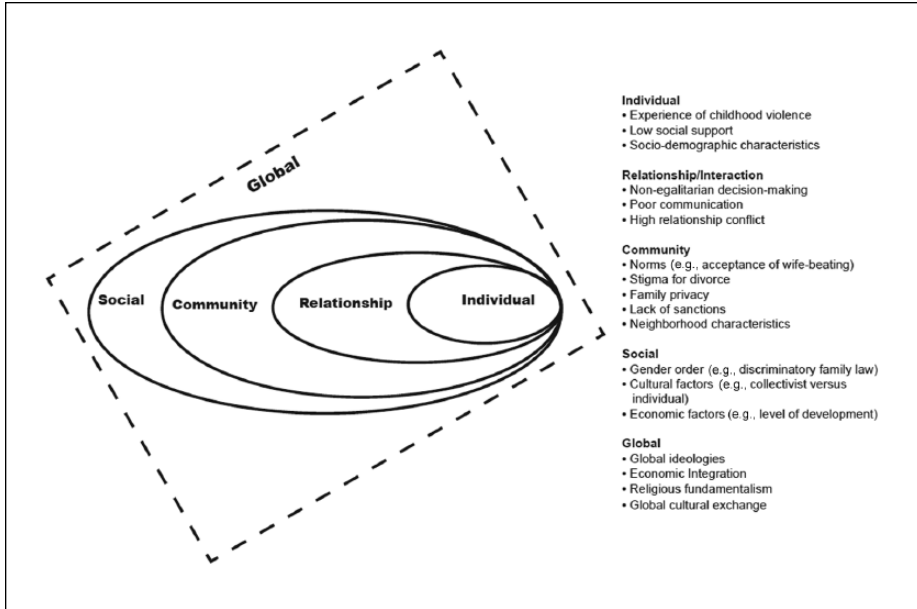 Global
Social
Community
Relationship
Individual
Individual
• Experience of childhood violence
• Low social support
• Socio-demographic characteristics
Relationship/Interaction
• Non-egalitarian decision-making
• Poor communication
• High relationship conflict
Community
• Norms (e.g., acceptance of wife-beating)
• Stigma for divorce
• Family privacy
• Lack of sanctions
• Neighborhood characteristics
Social
• Gender order (e.g., discriminatory family law)
• Cultural factors (e.g., collectivist versus
individual)
• Economic factors (e.g., level of development)
Global
• Global ideologies
• Economic Integration
• Religious fundamentalism
• Global cultural exchange